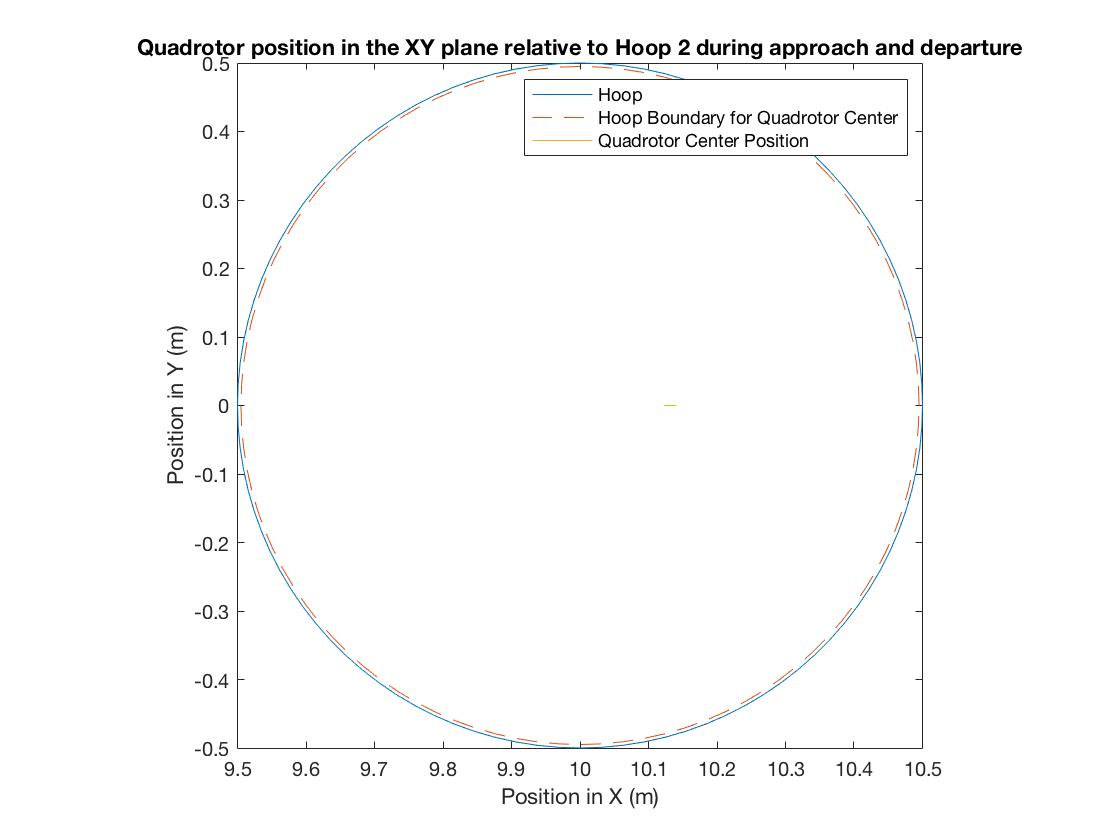 Quadrotor position in the XY plane relative to Hoop 2 during approach and departure
Hoop
Hoop Boundary for Quadrotor Center
Quadrotor Center Position
0.5
0.4
0.3
0.2
0.1
0
-0.1
-0.2
-0.3
-0.4
-0.5
Position in Y (m)
9.5 9.6 9.7 9.8 9.9 10 10.1 10.2 10.3 10.4 10.5
Position in X (m)